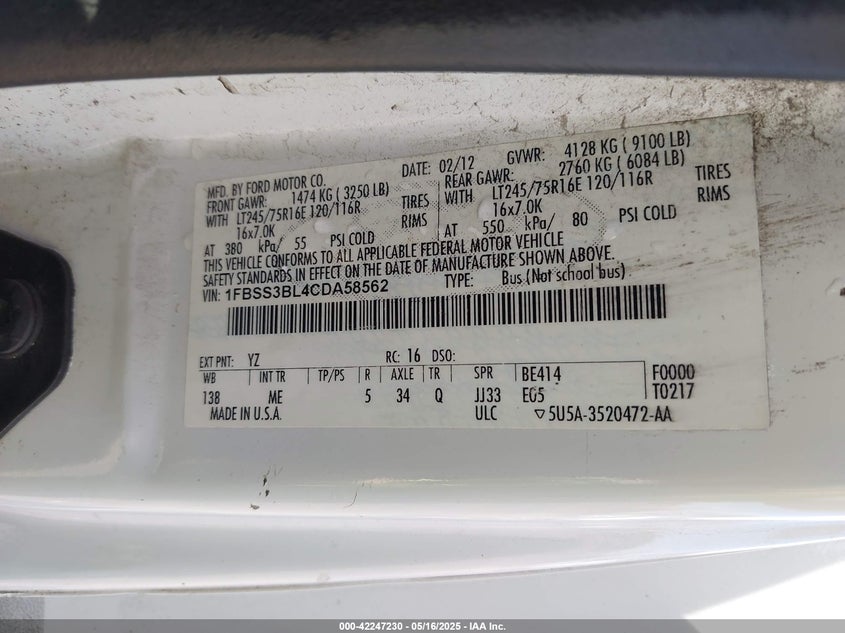 MFD. BY FORD MOTOR CO. DATE: 02/12 GVWR: 4128 KG ( 9100 LB)
FRONT GAWR: 1474 KG ( 3250 LB) REAR GAWR: 2760 KG ( 6084 LB)
WITH LT245/75R16E 120/116R TIRES WITH LT245/75R16E 120/116R TIRES
16x7.0K RIMS 16x7.0K RIMS
AT 380 kPa/ 55 PSI COLD AT 550 kPa/ 80 PSI COLD
THIS VEHICLE CONFORMS TO ALL APPLICABLE FEDERAL MOTOR VEHICLE
SAFETY STANDARDS IN EFFECT ON THE DATE OF MANUFACTURE SHOWN ABOVE.
VIN: 1FBSS3BL4CDA58562 TYPE: Bus (Not school bus)
EXT PNT: YZ RC: 16 DSO:
WB INT TR TP/PS R AXLE TR SPR BE414 F0000
138 ME 5 34 Q JJ33 E05 T0217
MADE IN U.S.A. ULC ▽5U5A-3520472-AA
000-42247230 - 05/16/2025 - IAA Inc.